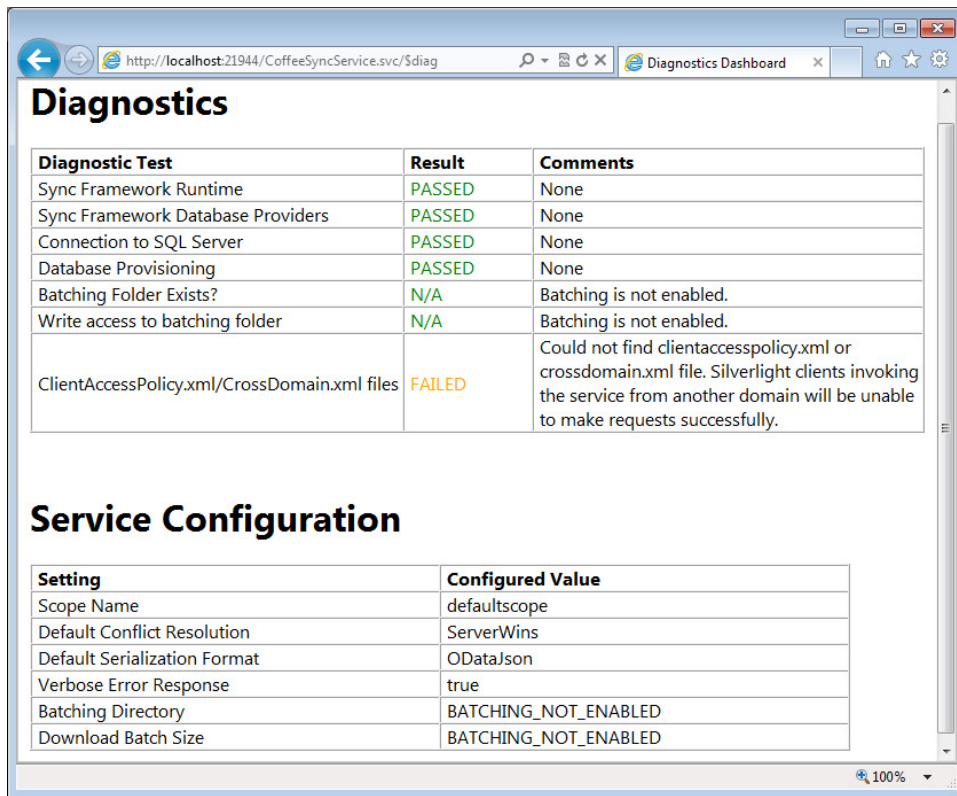 http://localhost:21944/CoffeeSyncService.svc/$diag
Diagnostics Dashboard
Diagnostics
Diagnostic Test Result Comments
Sync Framework Runtime PASSED None
Sync Framework Database Providers PASSED None
Connection to SQL Server PASSED None
Database Provisioning PASSED None
Batching Folder Exists? N/A Batching is not enabled.
Write access to batching folder N/A Batching is not enabled.
ClientAccessPolicy.xml/CrossDomain.xml files FAILED
Could not find clientaccesspolicy.xml or
crossdomain.xml file. Silverlight clients invoking
the service from another domain will be unable
to make requests successfully.
Service Configuration
Setting Configured Value
Scope Name defaultscope
Default Conflict Resolution ServerWins
Default Serialization Format ODataJson
Verbose Error Response true
Batching Directory BATCHING_NOT_ENABLED
Download Batch Size BATCHING_NOT_ENABLED
100%